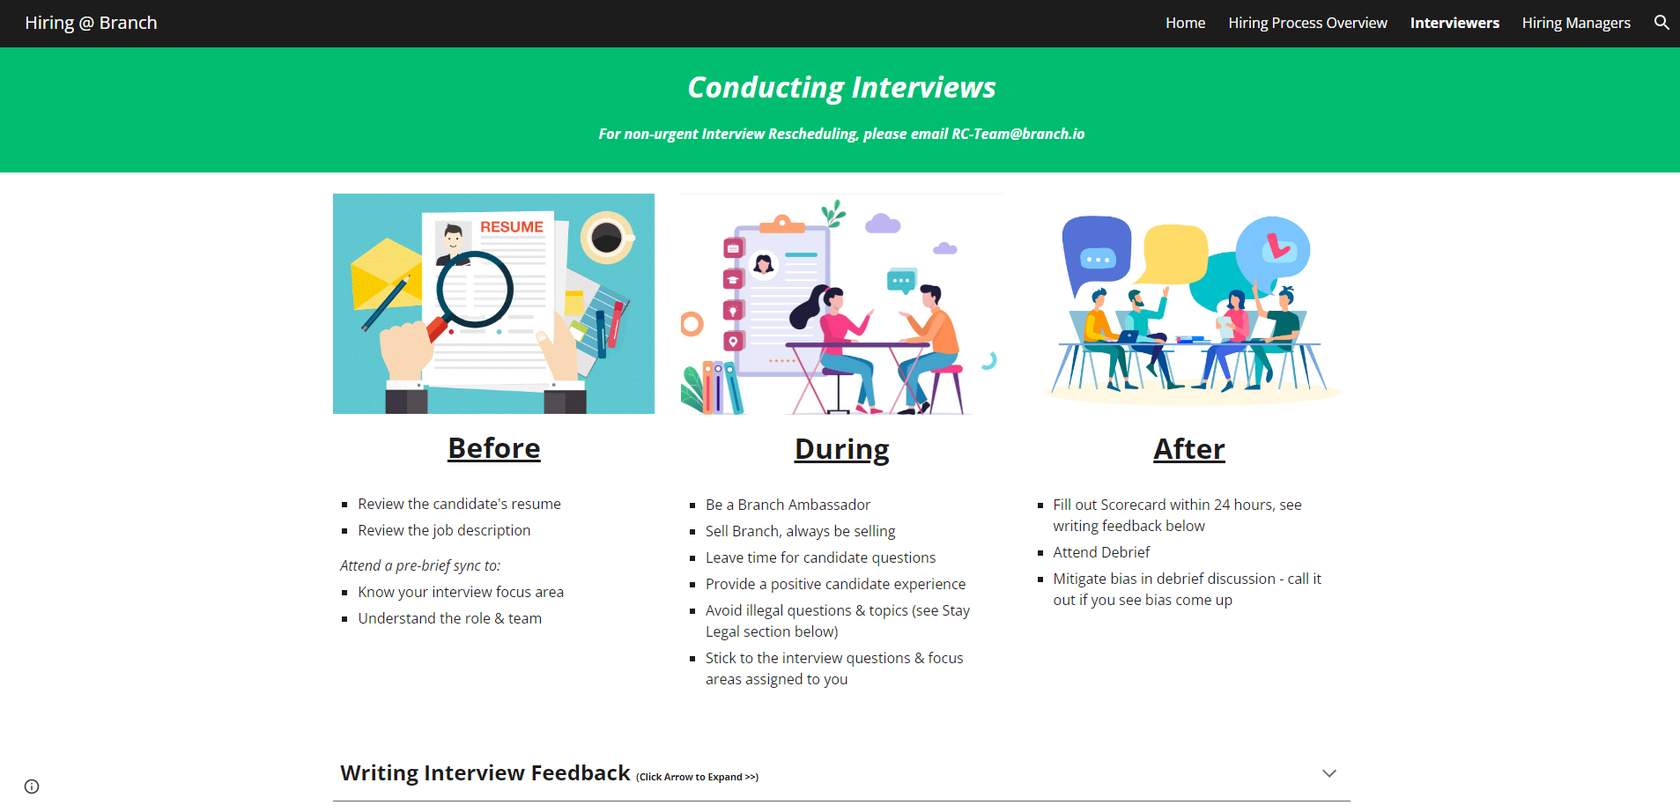 Hiring @ Branch
Home
Hiring Process Overview
Interviewers
Hiring Managers
Conducting Interviews
For non-urgent Interview Rescheduling, please email RC-Team@branch.io
RESUME
Before
Review the candidate's resume
Review the job description
Attend a pre-brief sync to:
Know your interview focus area
Understand the role & team
During
Be a Branch Ambassador
Sell Branch, always be selling
Leave time for candidate questions
Provide a positive candidate experience
Avoid illegal questions & topics (see Stay
Legal section below)
Stick to the interview questions & focus
areas assigned to you
After
Fill out Scorecard within 24 hours, see
writing feedback below
Attend Debrief
Mitigate bias in debrief discussion - call it
out if you see bias come up
Writing Interview Feedback (Click Arrow to Expand >>)